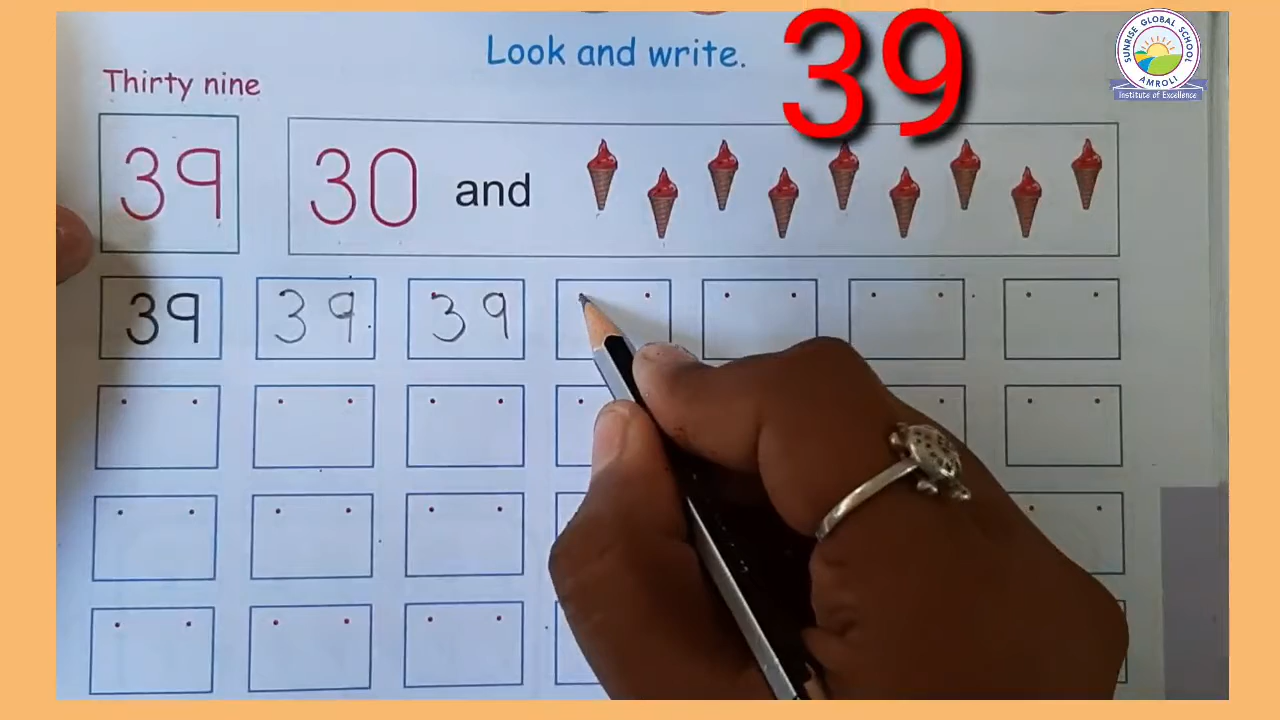 Look and write.
39
SUNRISE GLOBAL SCHOOL
AMROLI
Institute of Excellence
Thirty nine
39
30 and
39 39 39